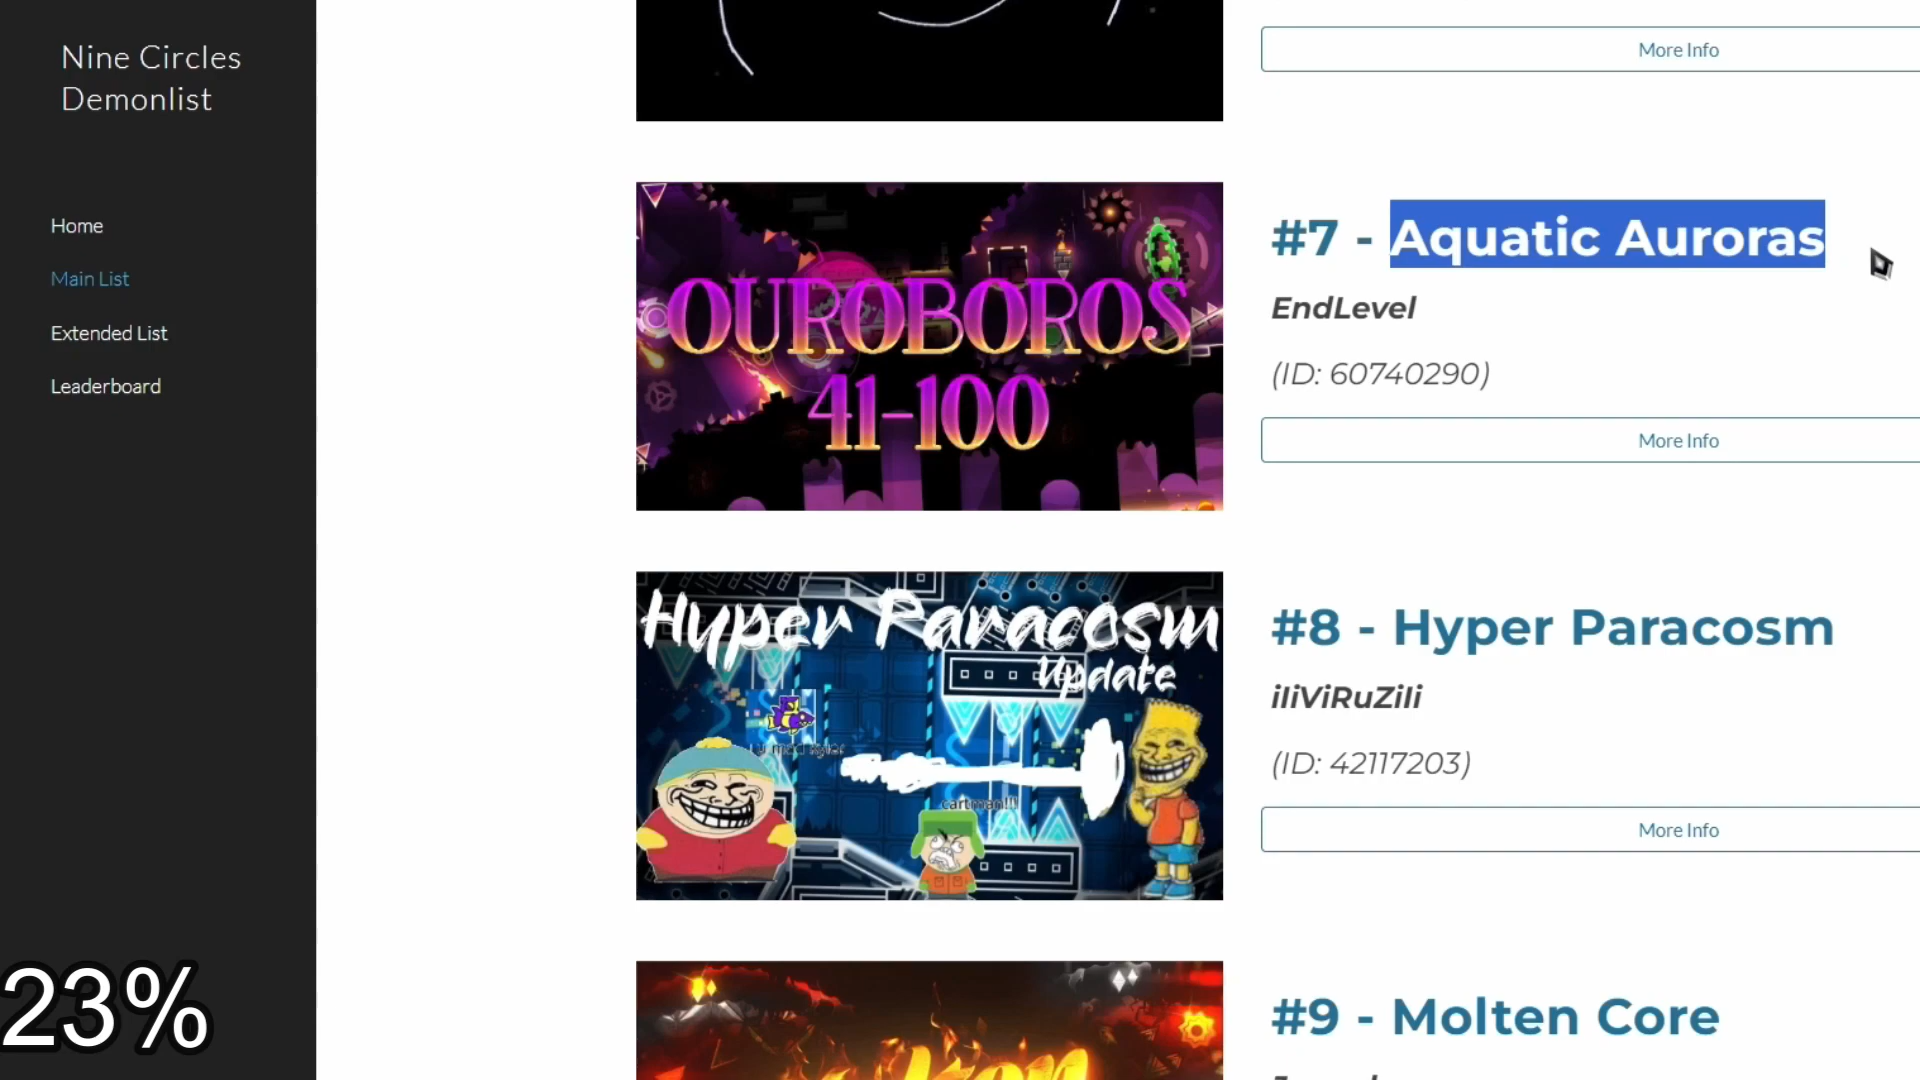 Nine Circles
Demonlist
Home
Main List
Extended List
Leaderboard
23%
More Info
OUROBOROS
41-100
#7 - Aquatic Auroras
EndLevel
(ID: 60740290)
More Info
Hyper Paracosm
Update
cartman!!!
#8 - Hyper Paracosm
iIiViRuZiIi
(ID: 42117203)
More Info
#9 - Molten Core